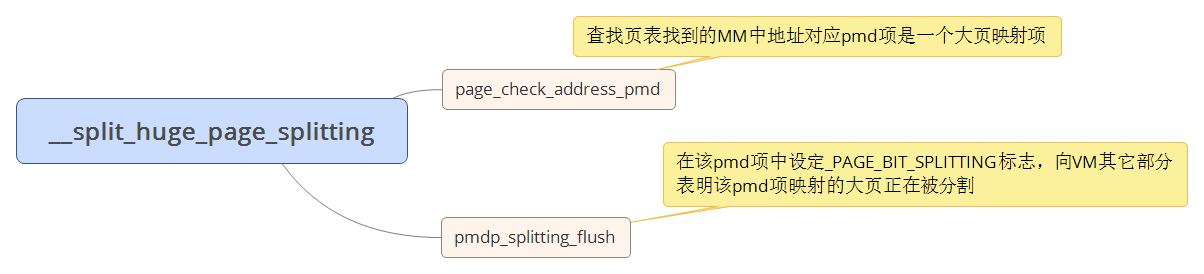 查找页表找到的MM中地址对应pmd项是一个大页映射项
page_check_address_pmd
__split_huge_page_splitting
在该pmd项中设定_PAGE_BIT_SPLITTING标志，向VM其它部分
表明该pmd项映射的大页正在被分割
pmdp_splitting_flush